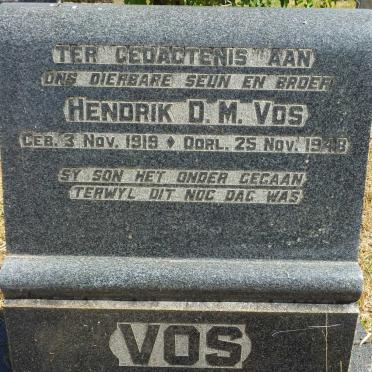 TER GEDAGTENIS AAN
ONS DIERBARE SEUN EN BROER
HENDRIK D. M. VOS
GEB. 3 NOV. 1919 ♦ OORL. 25 NOV. 1948
SY SON HET ONDER GEGAAN
TERWYL DIT NOG DAG WAS
VOS